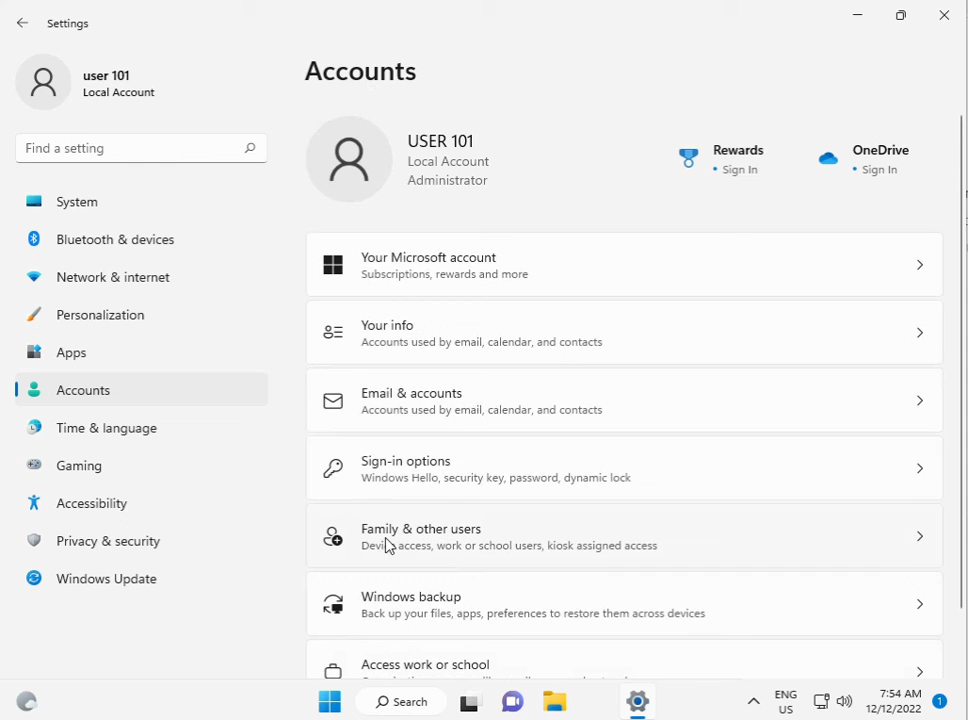 Settings
user 101
Local Account
Find a setting
System
Bluetooth & devices
Network & internet
Personalization
Apps
Accounts
Time & language
Gaming
Accessibility
Privacy & security
Windows Update
Accounts
USER 101
Local Account
Administrator
Rewards
• Sign In
OneDrive
• Sign In
Your Microsoft account
Subscriptions, rewards and more
Your info
Accounts used by email, calendar, and contacts
Email & accounts
Accounts used by email, calendar, and contacts
Sign-in options
Windows Hello, security key, password, dynamic lock
Family & other users
Device access, work or school users, kiosk assigned access
Windows backup
Back up your files, apps, preferences to restore them across devices
Access work or school
Search
ENG
US
7:54 AM
12/12/2022
1